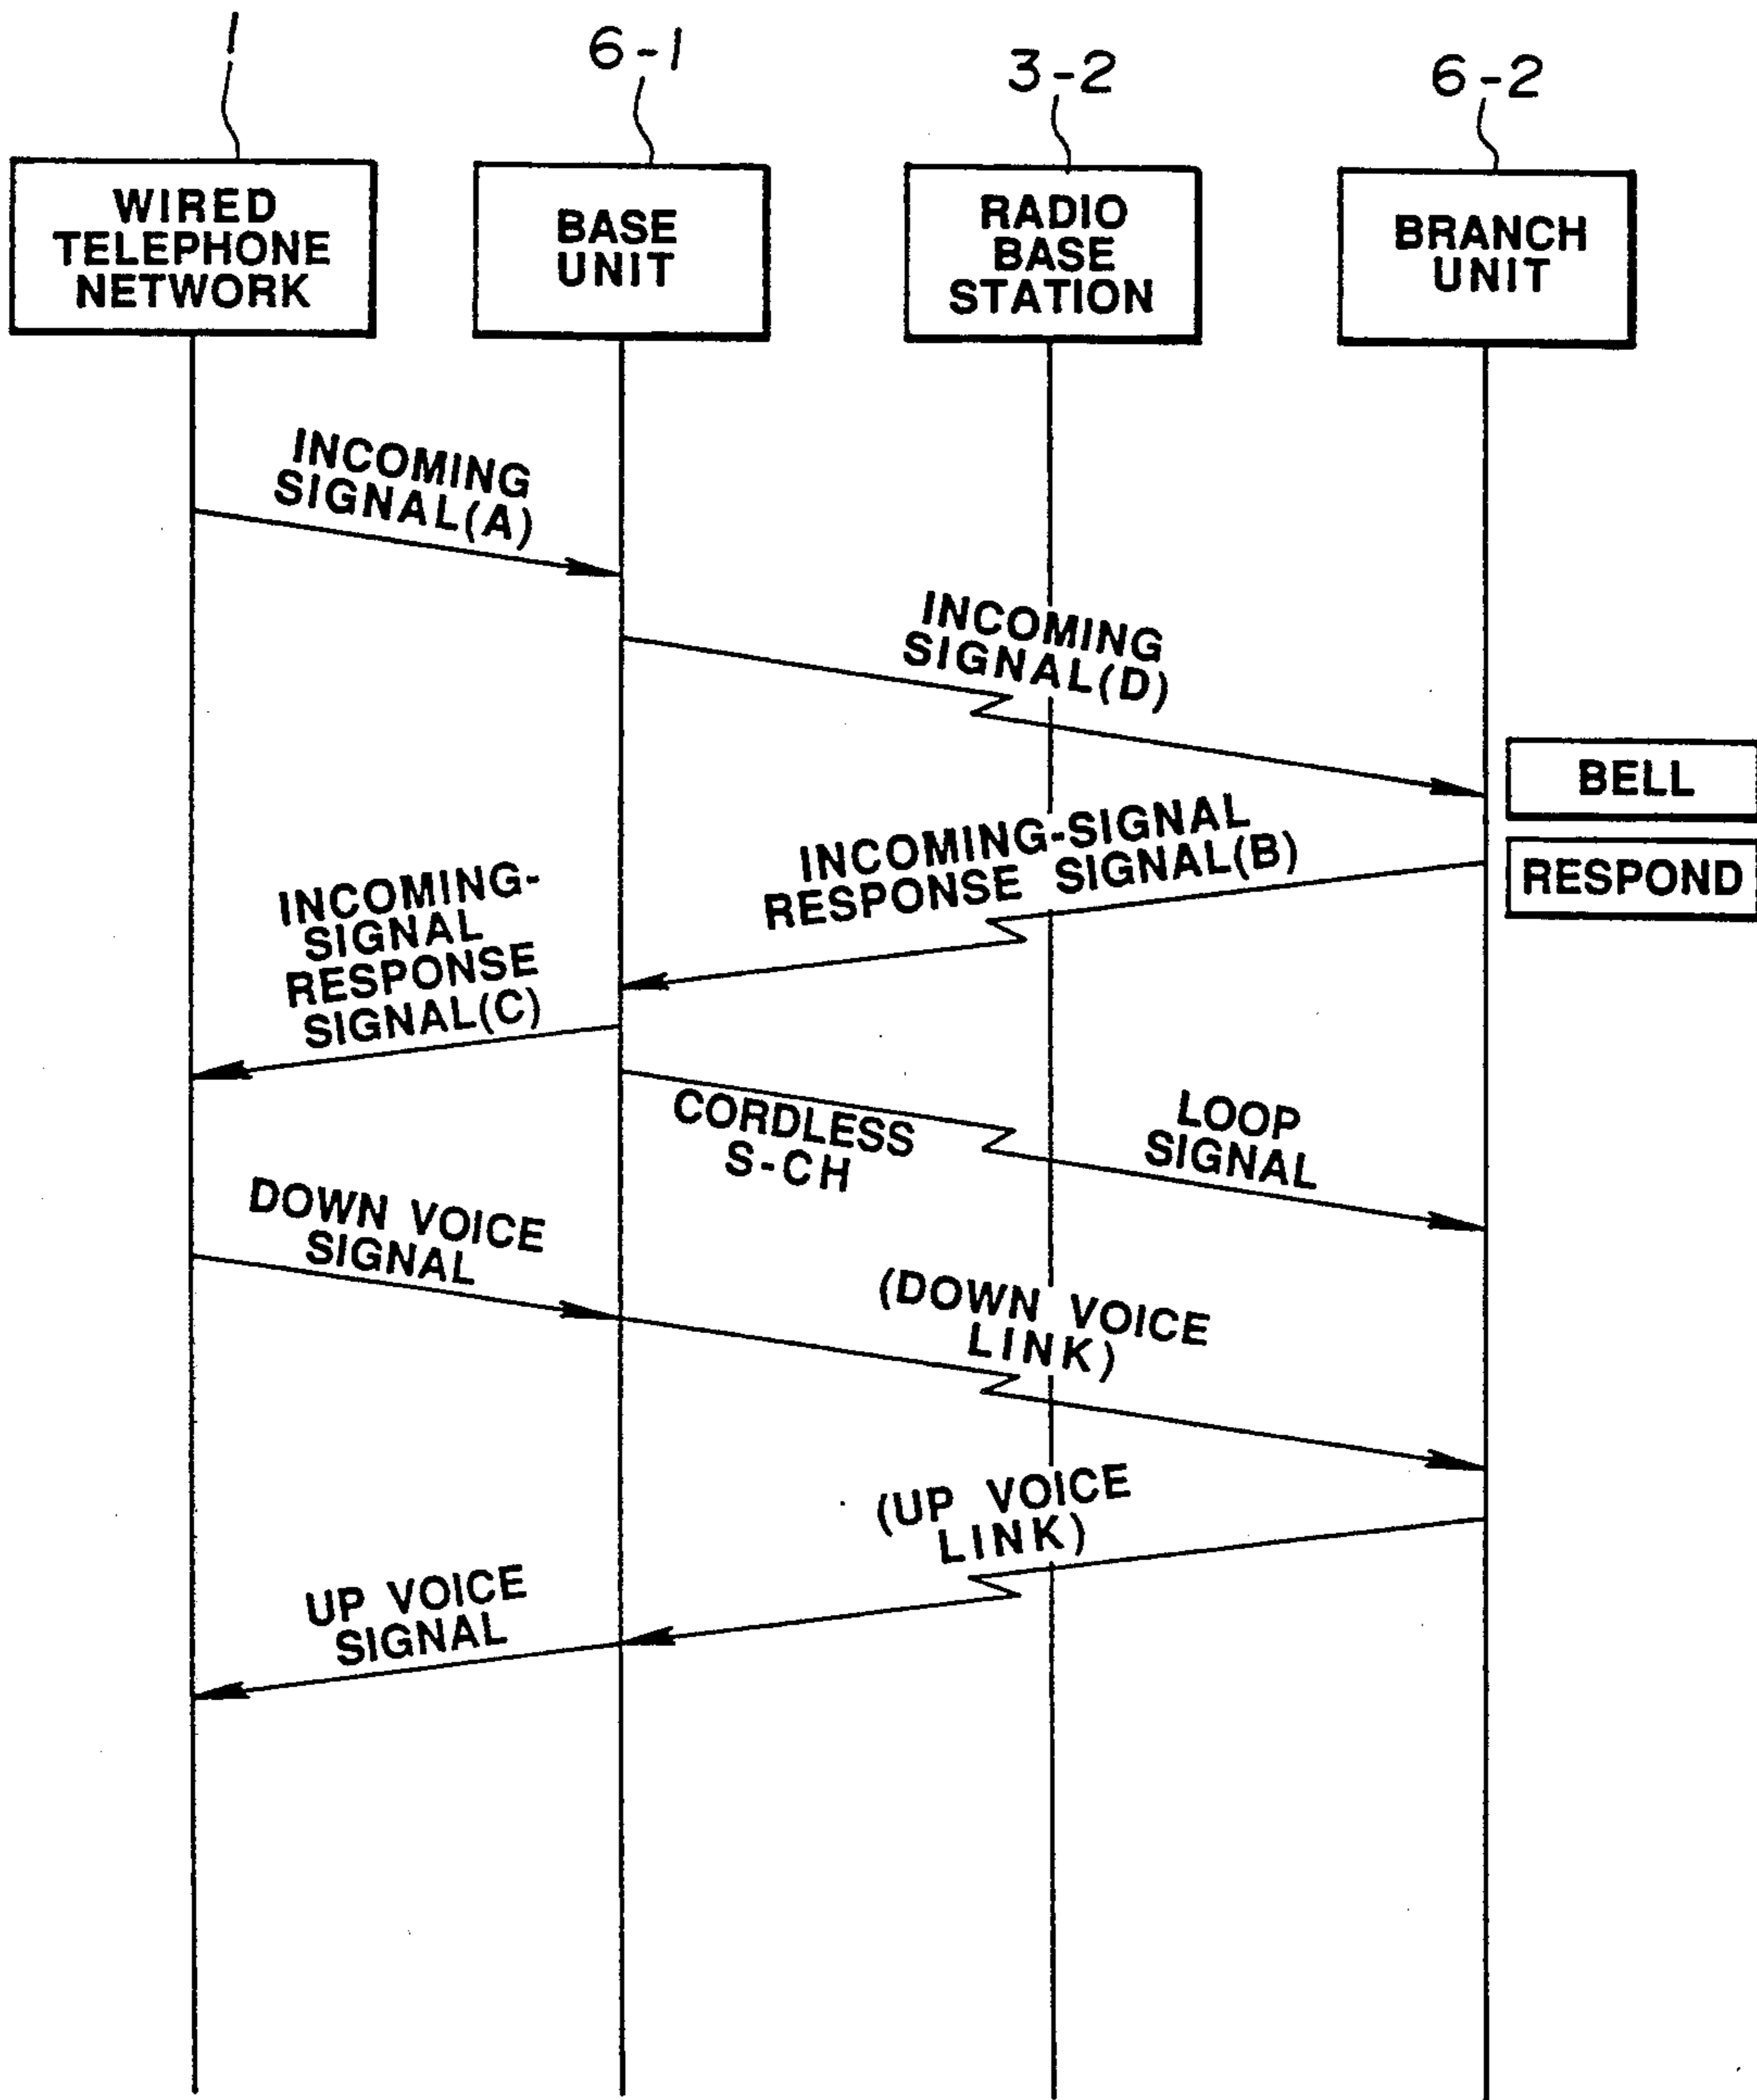 1
6-1
3-2
6-2
WIRED
TELEPHONE
NETWORK
BASE
UNIT
RADIO
BASE
STATION
BRANCH
UNIT
INCOMING
SIGNAL(A)
INCOMING
SIGNAL(D)
BELL
INCOMING-SIGNAL
RESPONSE SIGNAL(B)
RESPOND
INCOMING-
SIGNAL
RESPONSE
SIGNAL(C)
CORDLESS
S-CH
LOOP
SIGNAL
DOWN VOICE
SIGNAL
(DOWN VOICE
LINK)
(UP VOICE
LINK)
UP VOICE
SIGNAL